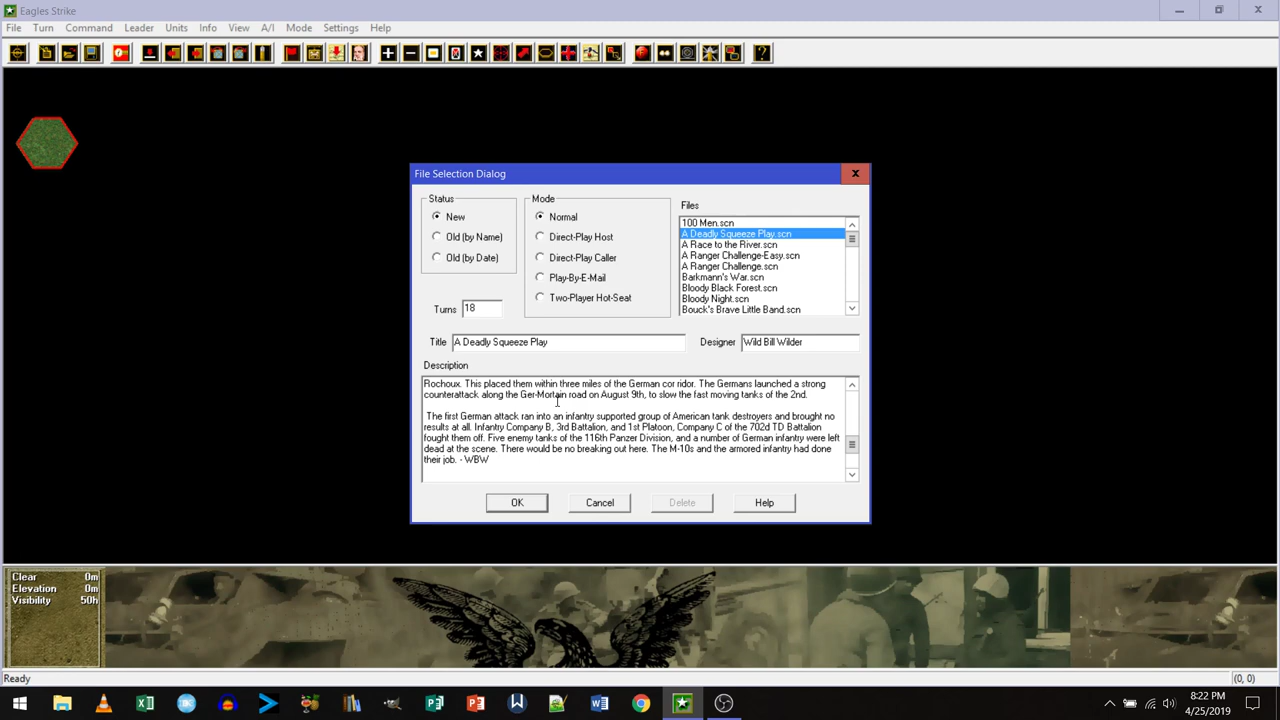 Eagles Strike
File Turn Command Leader Units Info View A/I Mode Settings Help
File Selection Dialog
Status
New
Old (by Name)
Old (by Date)
Turns 18
Mode
Normal
Direct-Play Host
Direct-Play Caller
Play-By-E-Mail
Two-Player Hot-Seat
Files
100 Men.scn
A Deadly Squeeze Play.scn
A Race to the River.scn
A Ranger Challenge-Easy.scn
A Ranger Challenge.scn
Barkmann's War.scn
Bloody Black Forest.scn
Bloody Night.scn
Bouck's Brave Little Band.scn
Title A Deadly Squeeze Play Designer Wild Bill Wilder
Description
Rochoux. This placed them within three miles of the German cor ridor. The Germans launched a strong
counterattack along the Ger-Mortain road on August 9th, to slow the fast moving tanks of the 2nd.
The first German attack ran into an infantry supported group of American tank destroyers and brought no
results at all. Infantry Company B, 3rd Battalion, and 1st Platoon, Company C of the 702d TD Battalion
fought them off. Five enemy tanks of the 116th Panzer Division, and a number of German infantry were left
dead at the scene. There would be no breaking out here. The M-10s and the armored infantry had done
their job. - WBW
OK Cancel Delete Help
Clear 0m
Elevation 0m
Visibility 50h
Ready (0, 0)
8:22 PM
4/25/2019